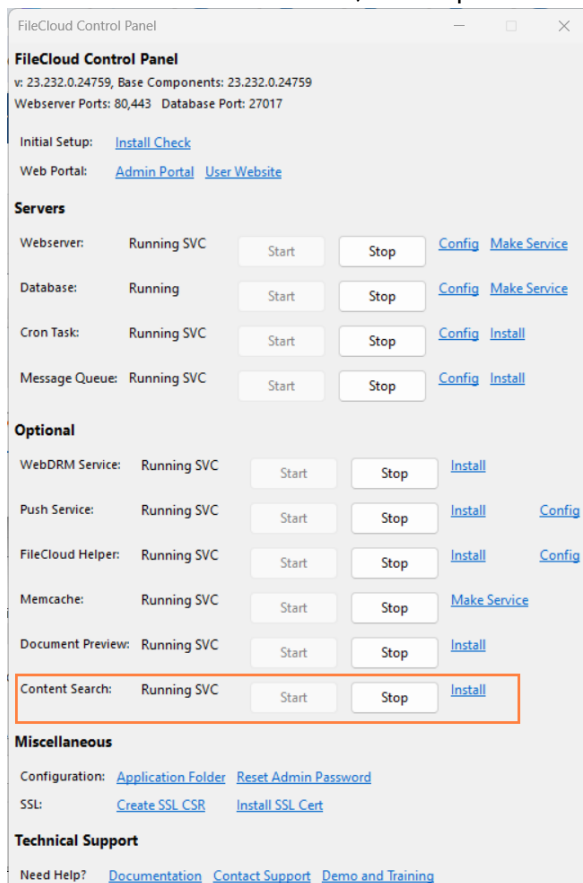 FileCloud Control Panel
FileCloud Control Panel
v: 23.232.0.24759, Base Components: 23.232.0.24759
Webserver Ports: 80,443 Database Port: 27017
Initial Setup: Install Check
Web Portal: Admin Portal User Website
Servers
Webserver: Running SVC Start Stop Config Make Service
Database: Running Start Stop Config Make Service
Cron Task: Running SVC Start Stop Config Install
Message Queue: Running SVC Start Stop Config Install
Optional
WebDRM Service: Running SVC Start Stop Install
Push Service: Running SVC Start Stop Install Config
FileCloud Helper: Running SVC Start Stop Install Config
Memcache: Running SVC Start Stop Make Service
Document Preview: Running SVC Start Stop Install
Content Search: Running SVC Start Stop Install
Miscellaneous
Configuration: Application Folder Reset Admin Password
SSL: Create SSL CSR Install SSL Cert
Technical Support
Need Help? Documentation Contact Support Demo and Training